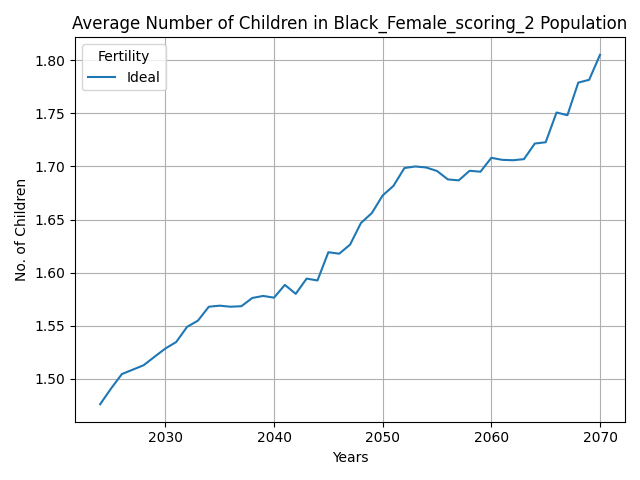 Average Number of Children in Black_Female_scoring_2 Population
Fertility
Ideal
No. of Children
1.80
1.75
1.70
1.65
1.60
1.55
1.50
2030 2040 2050 2060 2070
Years